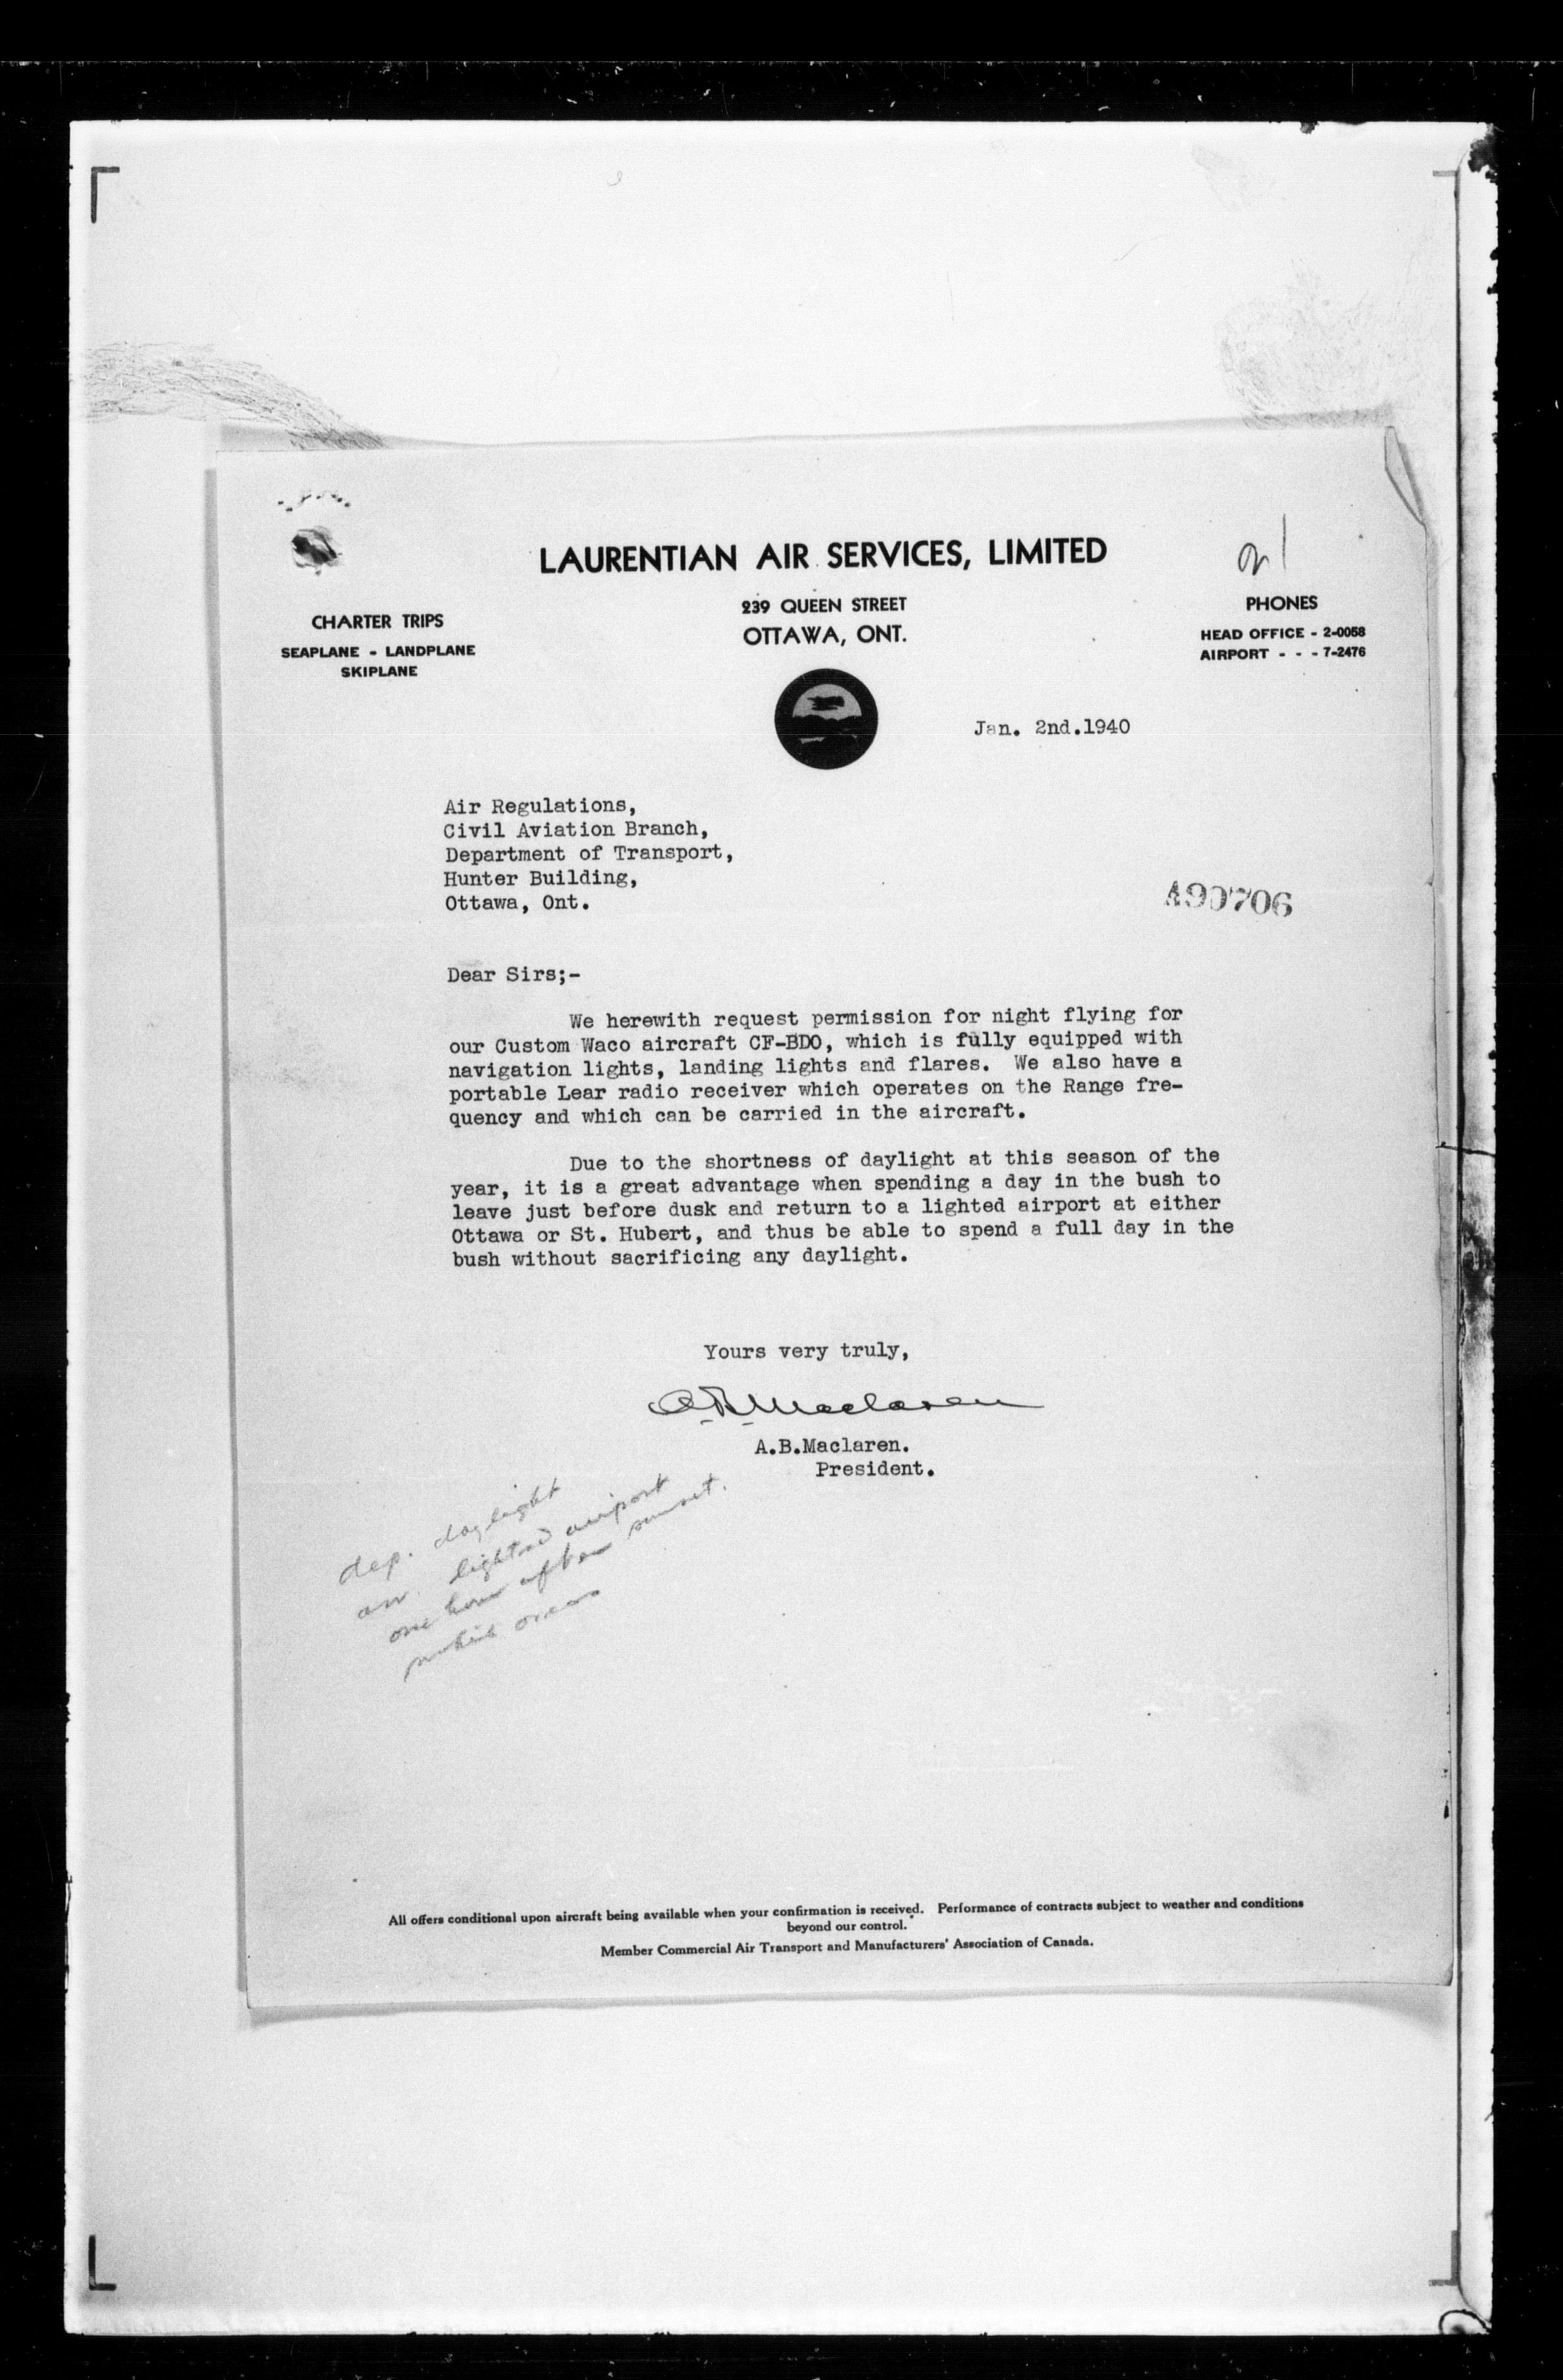 LAURENTIAN AIR SERVICES, LIMITED
239 QUEEN STREET
OTTAWA, ONT.
CHARTER TRIPS
SEAPLANE - LANDPLANE
SKIPLANE
PHONES
HEAD OFFICE - 2-0058
AIRPORT - - - 7-2476
Jan. 2nd.1940
Air Regulations,
Civil Aviation Branch,
Department of Transport,
Hunter Building,
Ottawa, Ont.
A90706
Dear Sirs;-
We herewith request permission for night flying for
our Custom Waco aircraft CF-BDO, which is fully equipped with
navigation lights, landing lights and flares. We also have a
portable Lear radio receiver which operates on the Range fre-
quency and which can be carried in the aircraft.
Due to the shortness of daylight at this season of the
year, it is a great advantage when spending a day in the bush to
leave just before dusk and return to a lighted airport at either
Ottawa or St. Hubert, and thus be able to spend a full day in the
bush without sacrificing any daylight.
Yours very truly,
A.B. Maclaren
A.B.Maclaren.
President.
dep. daylight
arr. lighted airport
one hour after sunset.
All offers conditional upon aircraft being available when your confirmation is received. Performance of contracts subject to weather and conditions
beyond our control.
Member Commercial Air Transport and Manufacturers' Association of Canada.